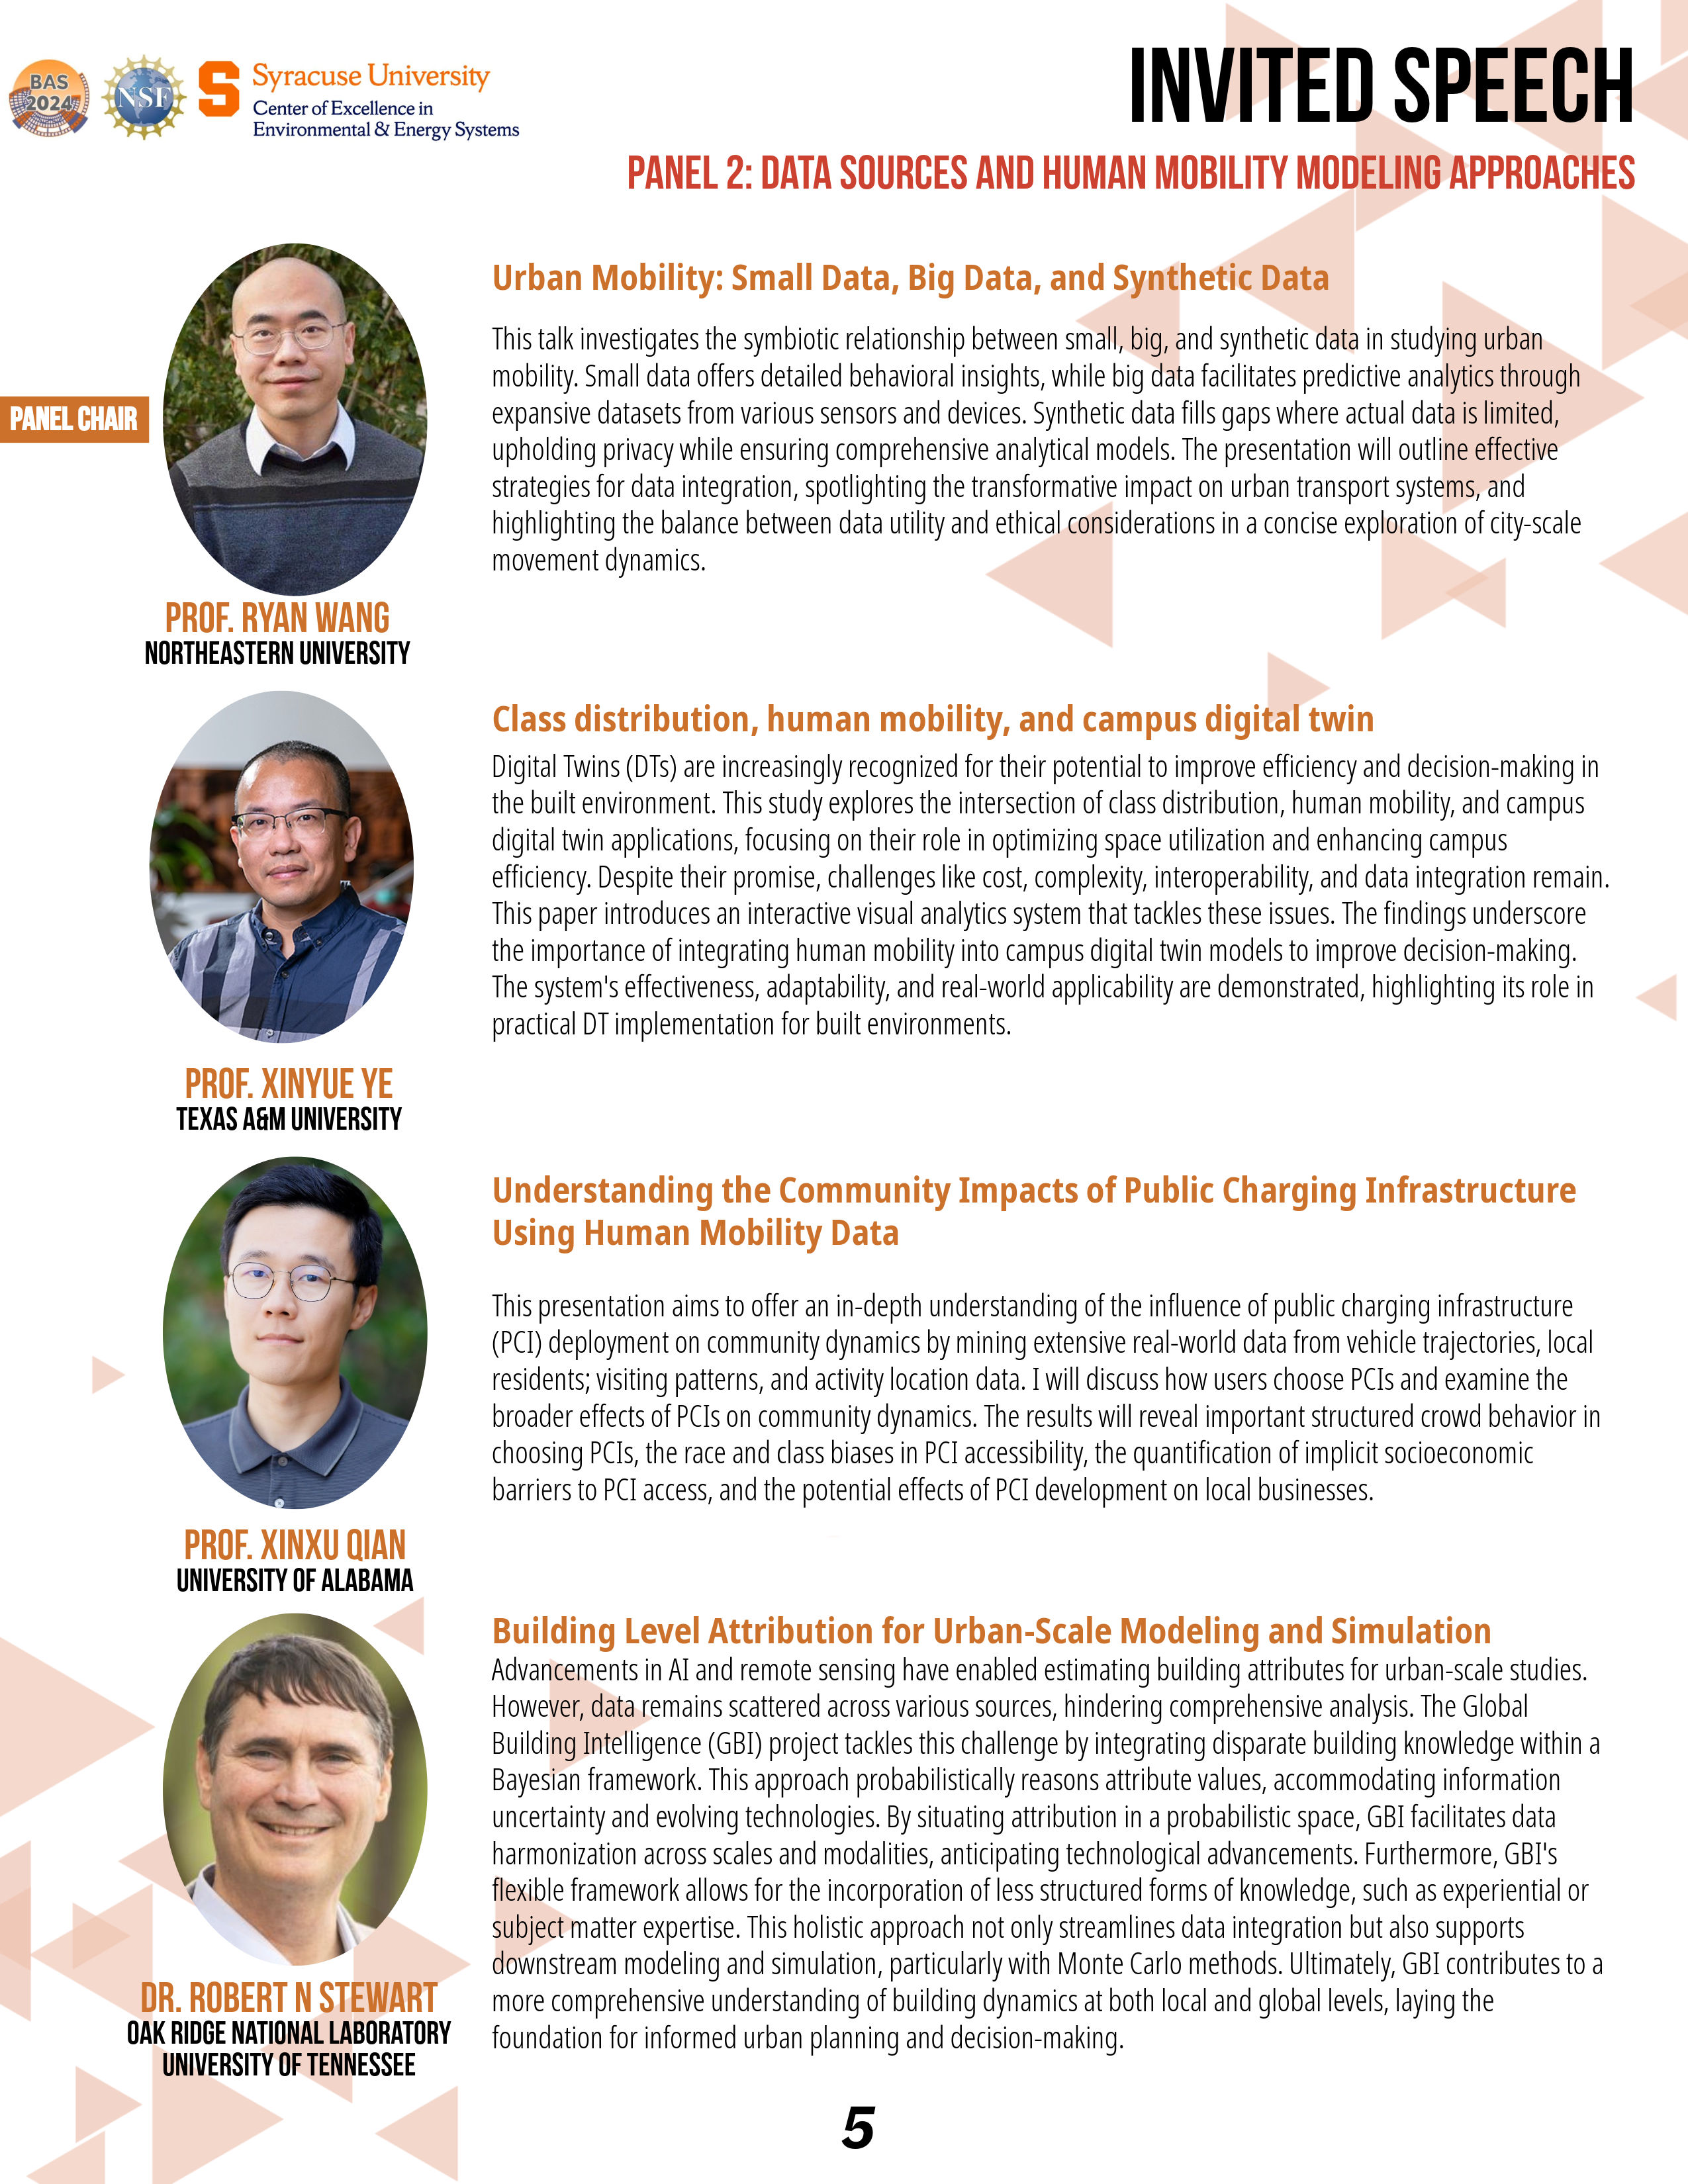 BAS
2024
NSF
S
Syracuse University
Center of Excellence in
Environmental & Energy Systems
INVITED SPEECH
PANEL 2: DATA SOURCES AND HUMAN MOBILITY MODELING APPROACHES
PANEL CHAIR
PROF. RYAN WANG
NORTHEASTERN UNIVERSITY
Urban Mobility: Small Data, Big Data, and Synthetic Data
This talk investigates the symbiotic relationship between small, big, and synthetic data in studying urban
mobility. Small data offers detailed behavioral insights, while big data facilitates predictive analytics through
expansive datasets from various sensors and devices. Synthetic data fills gaps where actual data is limited,
upholding privacy while ensuring comprehensive analytical models. The presentation will outline effective
strategies for data integration, spotlighting the transformative impact on urban transport systems, and
highlighting the balance between data utility and ethical considerations in a concise exploration of city-scale
movement dynamics.
PROF. XINYUE YE
TEXAS A&M UNIVERSITY
Class distribution, human mobility, and campus digital twin
Digital Twins (DTs) are increasingly recognized for their potential to improve efficiency and decision-making in
the built environment. This study explores the intersection of class distribution, human mobility, and campus
digital twin applications, focusing on their role in optimizing space utilization and enhancing campus
efficiency. Despite their promise, challenges like cost, complexity, interoperability, and data integration remain.
This paper introduces an interactive visual analytics system that tackles these issues. The findings underscore
the importance of integrating human mobility into campus digital twin models to improve decision-making.
The system's effectiveness, adaptability, and real-world applicability are demonstrated, highlighting its role in
practical DT implementation for built environments.
PROF. XINXU QIAN
UNIVERSITY OF ALABAMA
Understanding the Community Impacts of Public Charging Infrastructure
Using Human Mobility Data
This presentation aims to offer an in-depth understanding of the influence of public charging infrastructure
(PCI) deployment on community dynamics by mining extensive real-world data from vehicle trajectories, local
residents; visiting patterns, and activity location data. I will discuss how users choose PCIs and examine the
broader effects of PCIs on community dynamics. The results will reveal important structured crowd behavior in
choosing PCIs, the race and class biases in PCI accessibility, the quantification of implicit socioeconomic
barriers to PCI access, and the potential effects of PCI development on local businesses.
DR. ROBERT N STEWART
OAK RIDGE NATIONAL LABORATORY
UNIVERSITY OF TENNESSEE
Building Level Attribution for Urban-Scale Modeling and Simulation
Advancements in AI and remote sensing have enabled estimating building attributes for urban-scale studies.
However, data remains scattered across various sources, hindering comprehensive analysis. The Global
Building Intelligence (GBI) project tackles this challenge by integrating disparate building knowledge within a
Bayesian framework. This approach probabilistically reasons attribute values, accommodating information
uncertainty and evolving technologies. By situating attribution in a probabilistic space, GBI facilitates data
harmonization across scales and modalities, anticipating technological advancements. Furthermore, GBI's
flexible framework allows for the incorporation of less structured forms of knowledge, such as experiential or
subject matter expertise. This holistic approach not only streamlines data integration but also supports
downstream modeling and simulation, particularly with Monte Carlo methods. Ultimately, GBI contributes to a
more comprehensive understanding of building dynamics at both local and global levels, laying the
foundation for informed urban planning and decision-making.
5